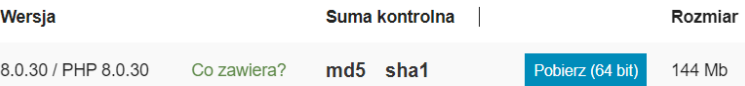 Wersja Suma kontrolna Rozmiar
8.0.30 / PHP 8.0.30 Co zawiera? md5 sha1 Pobierz (64 bit) 144 Mb